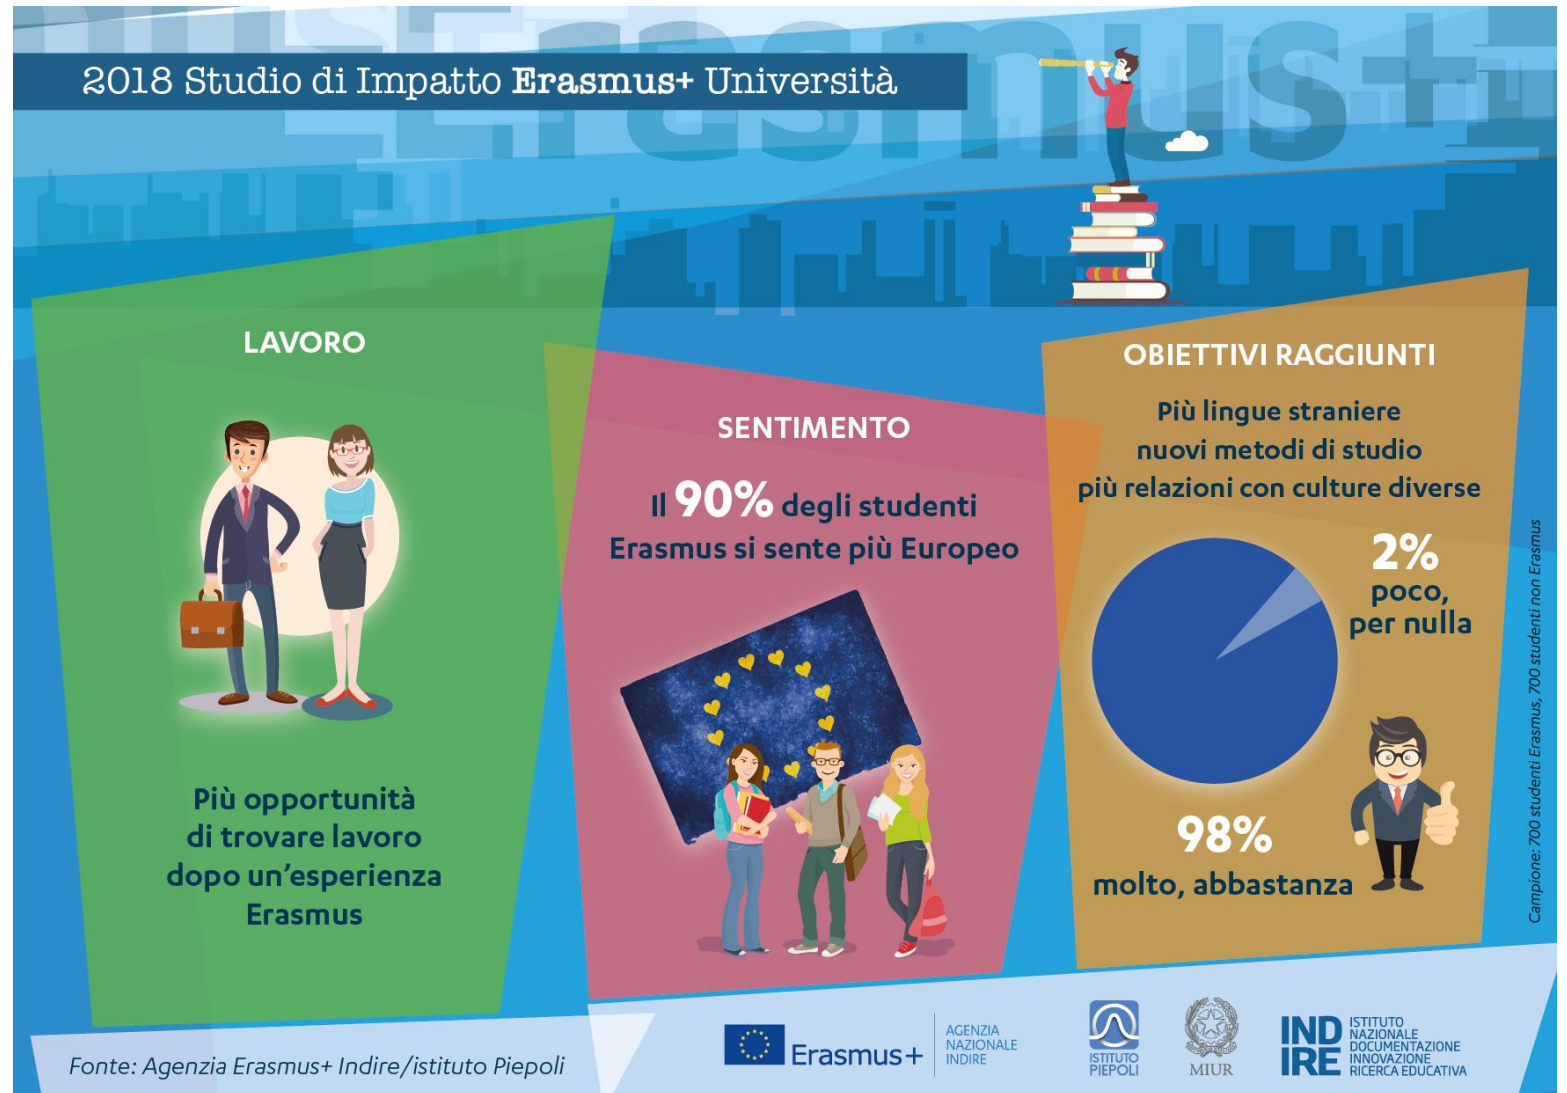 Erasmus+
2018 Studio di Impatto Erasmus+ Università
LAVORO
Più opportunità
di trovare lavoro
dopo un'esperienza
Erasmus
SENTIMENTO
Il 90% degli studenti
Erasmus si sente più Europeo
OBIETTIVI RAGGIUNTI
Più lingue straniere
nuovi metodi di studio
più relazioni con culture diverse
2%
poco,
per nulla
98%
molto, abbastanza
Campione: 700 studenti Erasmus, 700 studenti non Erasmus
Fonte: Agenzia Erasmus+ Indire/istituto Piepoli
Erasmus+
AGENZIA
NAZIONALE
INDIRE
ISTITUTO
PIEPOLI
MIUR
IND
IRE
ISTITUTO
NAZIONALE
DOCUMENTAZIONE
INNOVAZIONE
RICERCA EDUCATIVA